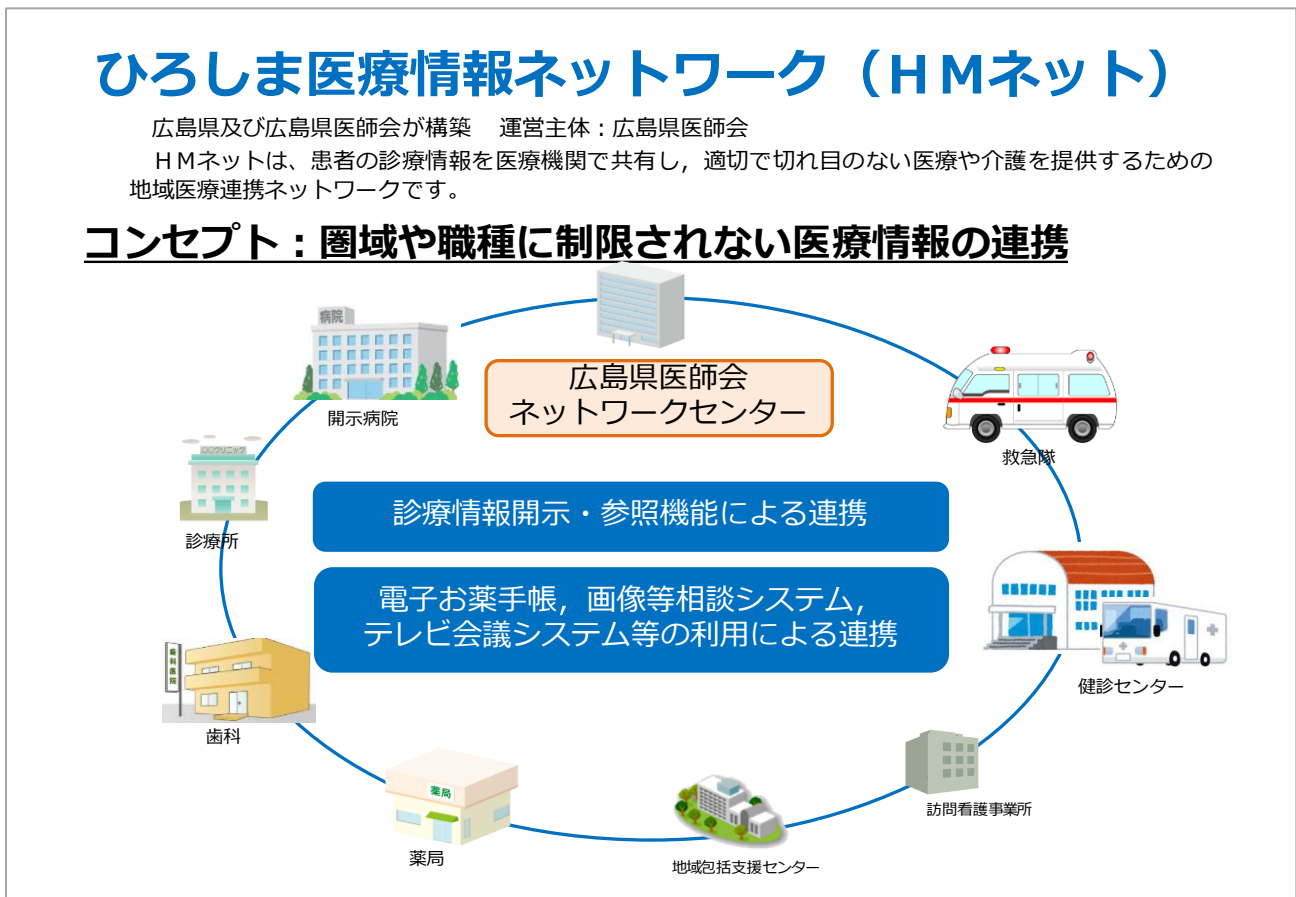 ひろしま医療情報ネットワーク（ＨＭネット）
広島県及び広島県医師会が構築　運営主体：広島県医師会
ＨＭネットは、患者の診療情報を医療機関で共有し，適切で切れ目のない医療や介護を提供するための
地域医療連携ネットワークです。
コンセプト：圏域や職種に制限されない医療情報の連携
病院
開示病院
広島県医師会
ネットワークセンター
救急隊
〇〇クリニック
診療所
診療情報開示・参照機能による連携
電子お薬手帳，画像等相談システム，
テレビ会議システム等の利用による連携
健診センター
歯科医院
歯科
薬局
薬局
地域包括支援センター
訪問看護事業所